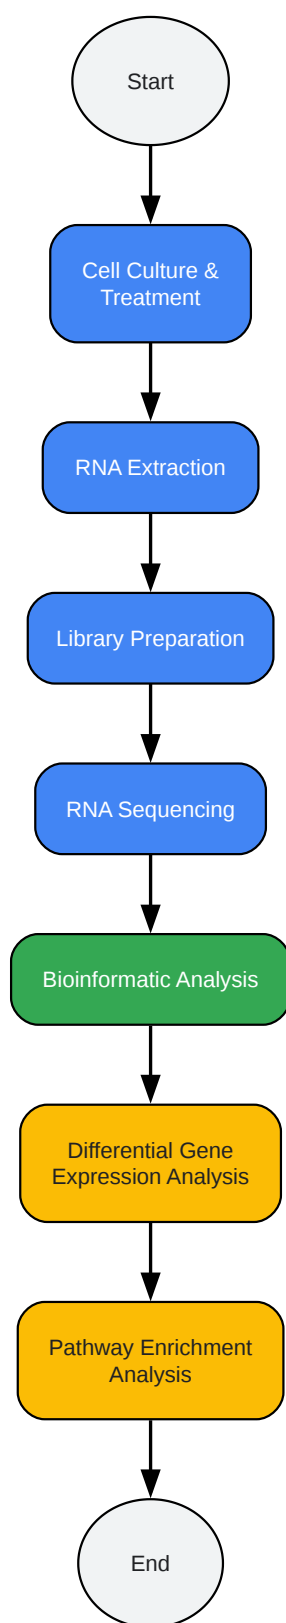 Start
Cell Culture &
Treatment
RNA Extraction
Library Preparation
RNA Sequencing
Bioinformatic Analysis
Differential Gene
Expression Analysis
Pathway Enrichment
Analysis
End